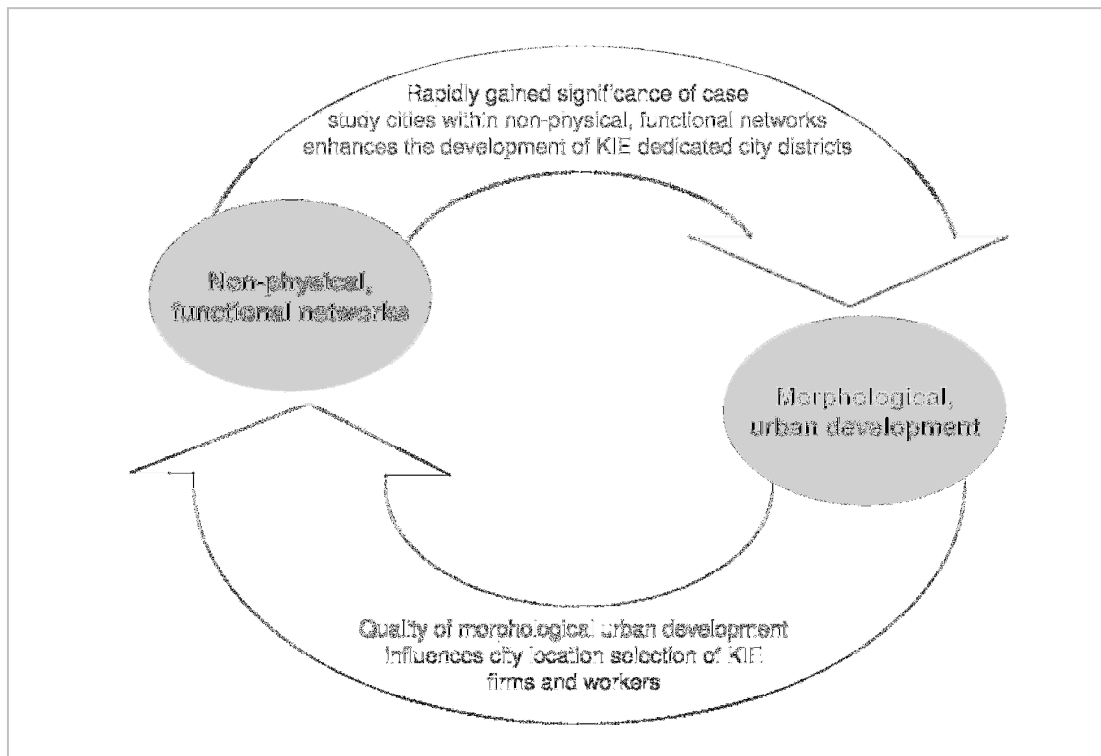 Rapidly gained significance of case
study cities within non-physical, functional networks
enhances the development of KIE dedicated city districts
Non-physical,
functional networks
Morphological,
urban development
Quality of morphological urban development
influences city location selection of KIE
firms and workers